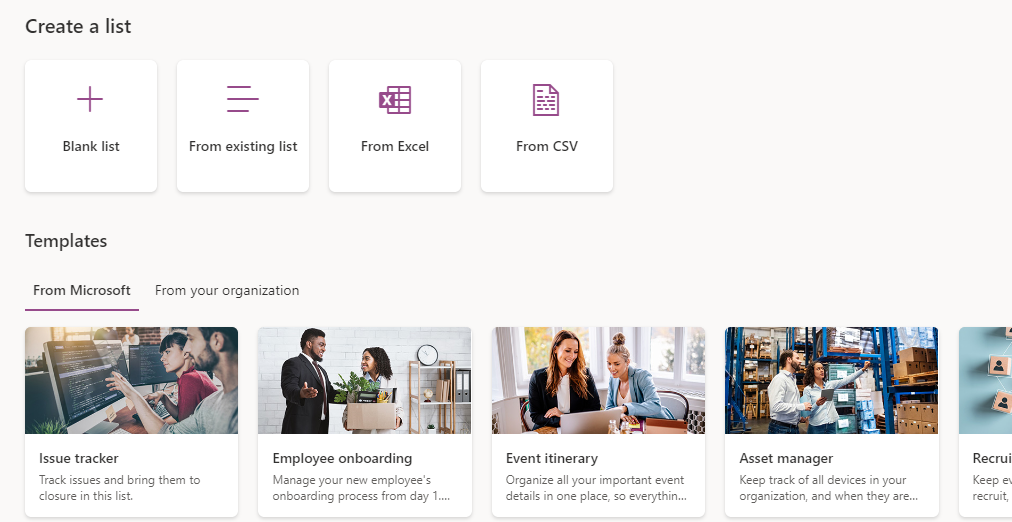 Create a list
Blank list
From existing list
From Excel
From CSV
Templates
From Microsoft
From your organization
Issue tracker
Track issues and bring them to
closure in this list.
Employee onboarding
Manage your new employee's
onboarding process from day 1....
Event itinerary
Organize all your important event
details in one place, so everythin...
Asset manager
Keep track of all devices in your
organization, and when they are...
Recrui
Keep ev
recruit,